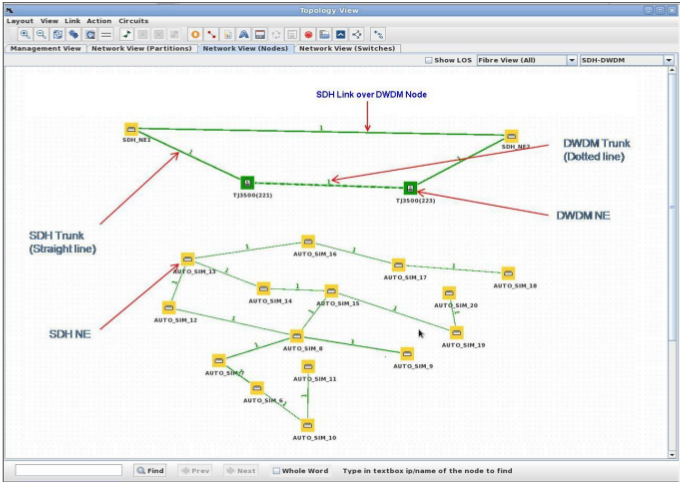 Topology View
Layout View Link Action Circuits
Management View Network View (Partitions) Network View (Nodes) Network View (Switches)
Show LOS Fibre View (All) SDH-DWDM
SDH Link over DWDM Node
SDH_NE1
SDH_NE2
DWDM Trunk
(Dotted line)
TJ3500(221)
TJ3500(223)
DWDM NE
SDH Trunk
(Straight line)
AUTO_SIM_16
AUTO_SIM_13
AUTO_SIM_17
AUTO_SIM_18
AUTO_SIM_14
AUTO_SIM_15
AUTO_SIM_20
AUTO_SIM_12
SDH NE
AUTO_SIM_8
AUTO_SIM_19
AUTO_SIM_9
AUTO_SIM_7
AUTO_SIM_11
AUTO_SIM_6
AUTO_SIM_10
Find Prev Next Whole Word Type in textbox ip/name of the node to find